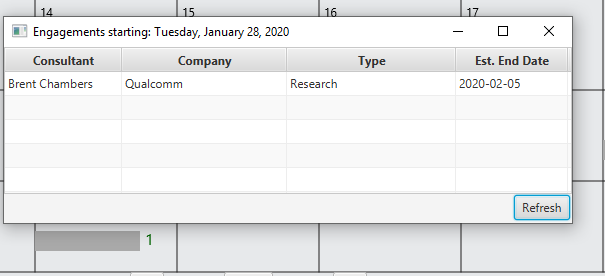 14 15 16 17
Engagements starting: Tuesday, January 28, 2020
Consultant Company Type Est. End Date
Brent Chambers Qualcomm Research 2020-02-05
Refresh
1